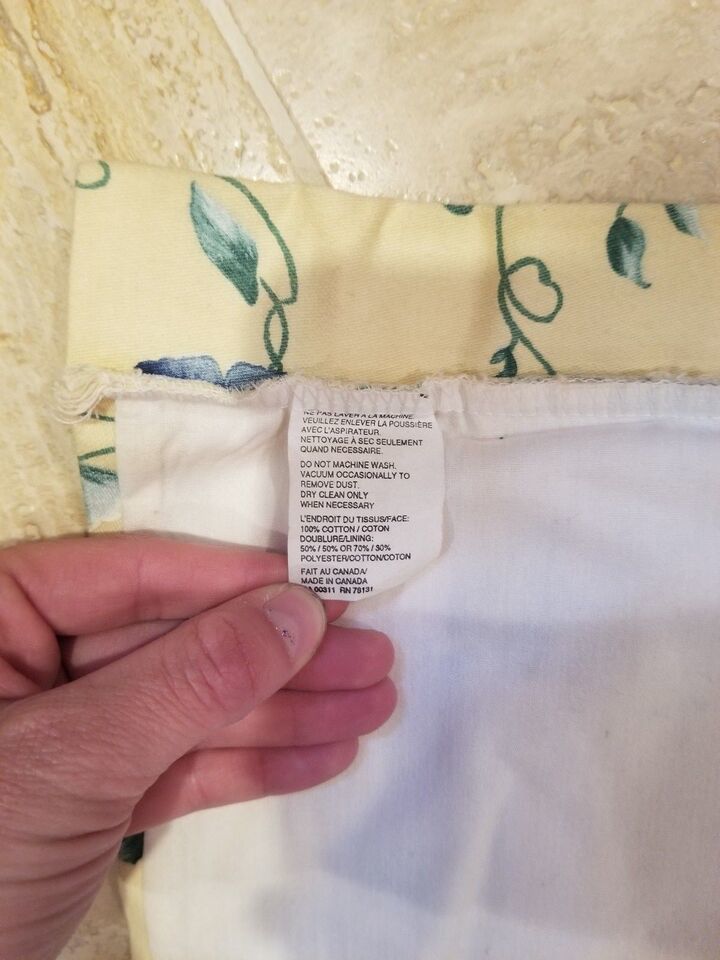 NE PAS LAVER A LA MACHINE.
VEUILLEZ ENLEVER LA POUSSIÈRE
AVEC L'ASPIRATEUR.
NETTOYAGE À SEC SEULEMENT
QUAND NECESSAIRE.
DO NOT MACHINE WASH.
VACUUM OCCASIONALLY TO
REMOVE DUST.
DRY CLEAN ONLY
WHEN NECESSARY
L'ENDROIT DU TISSUS/FACE:
100% COTTON / COTON
DOUBLURE/LINING:
50% / 50% OR 70% / 30%
POLYESTER/COTTON/COTON
FAIT AU CANADA/
MADE IN CANADA
00311 RN 78131